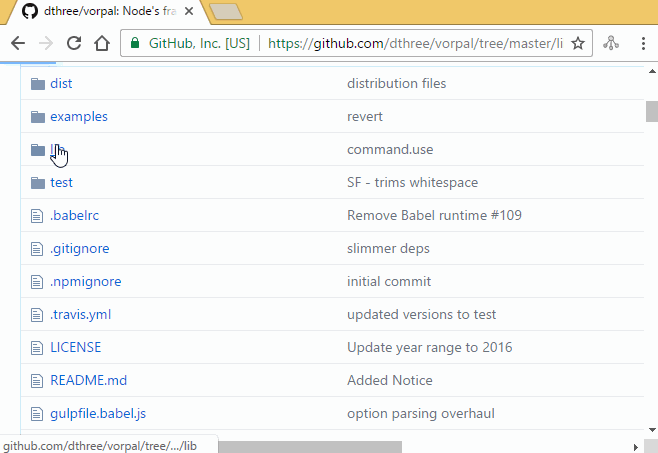 dthree/vorpal: Node's fra
GitHub, Inc. [US] https://github.com/dthree/vorpal/tree/master/li
dist distribution files
examples revert
command.use
test SF - trims whitespace
.babelrc Remove Babel runtime #109
.gitignore slimmer deps
.npmignore initial commit
.travis.yml updated versions to test
LICENSE Update year range to 2016
README.md Added Notice
gulpfile.babel.js option parsing overhaul
github.com/dthree/vorpal/tree/.../lib